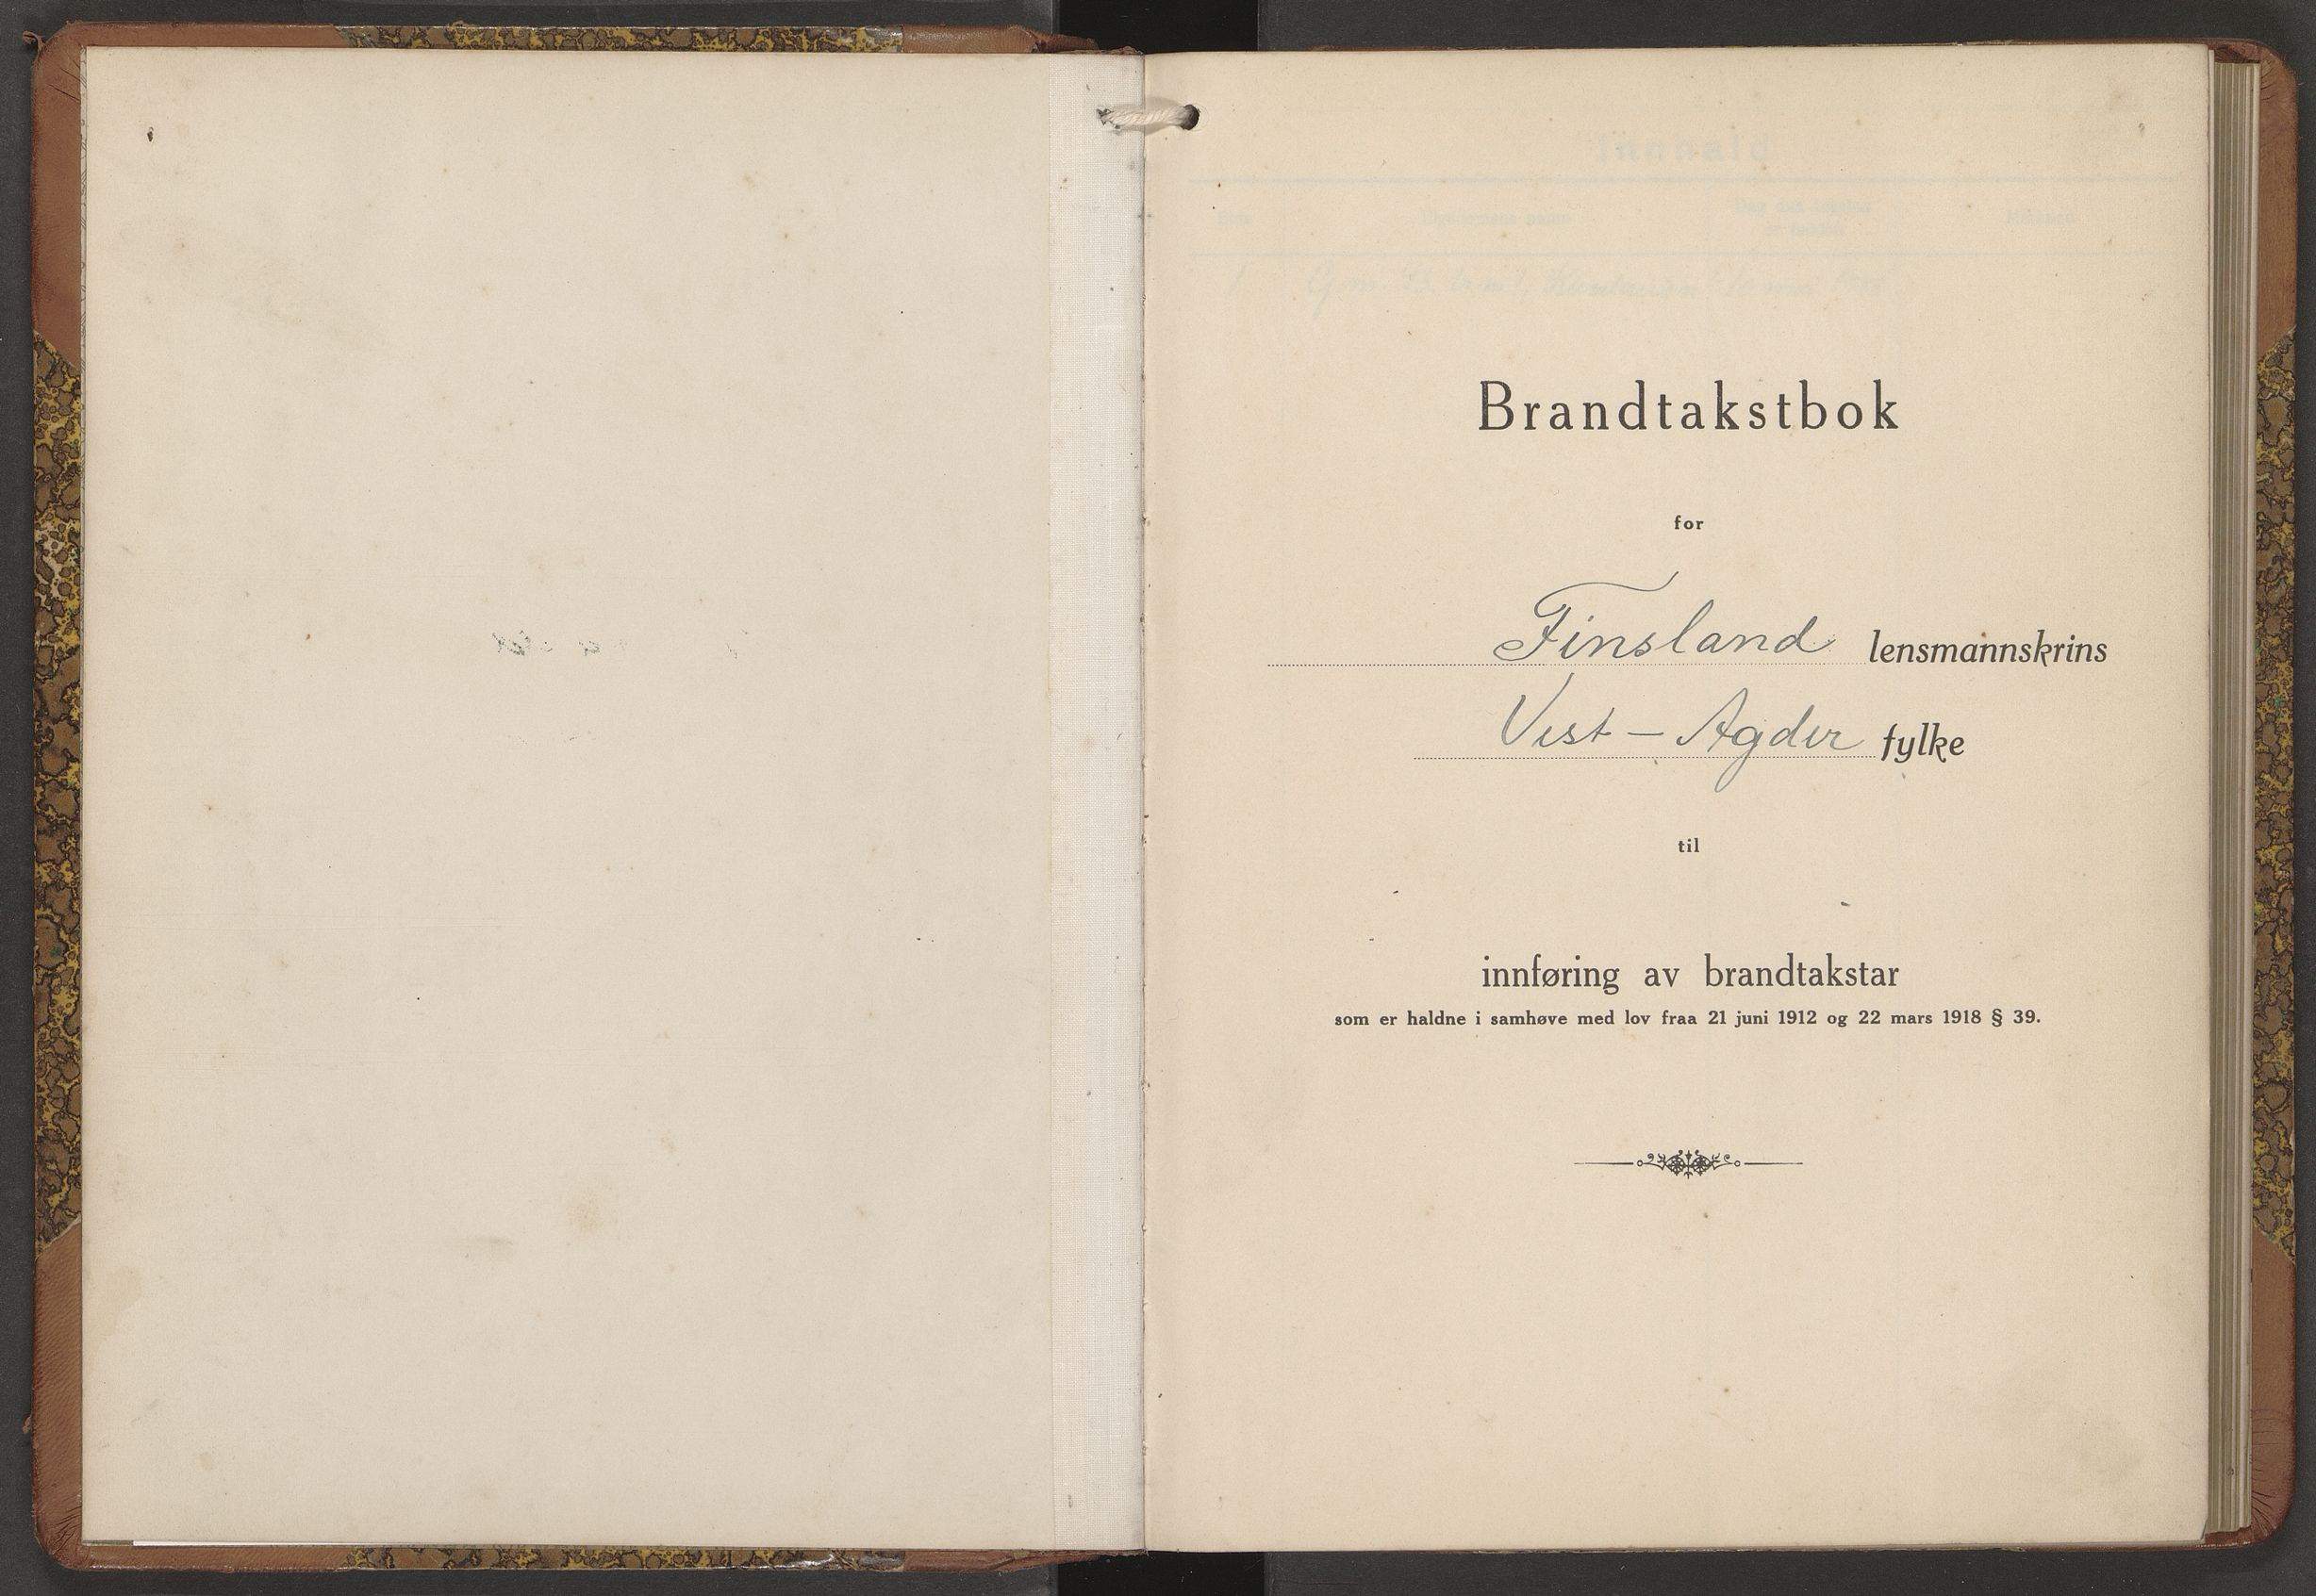 Innhald
Brandtakstbok
for
Finsland lensmannskrins
Vest-Agder fylke
til
innføring av brandtakstar
som er haldne i samhøve med lov fraa 21 juni 1912 og 22 mars 1918 § 39.